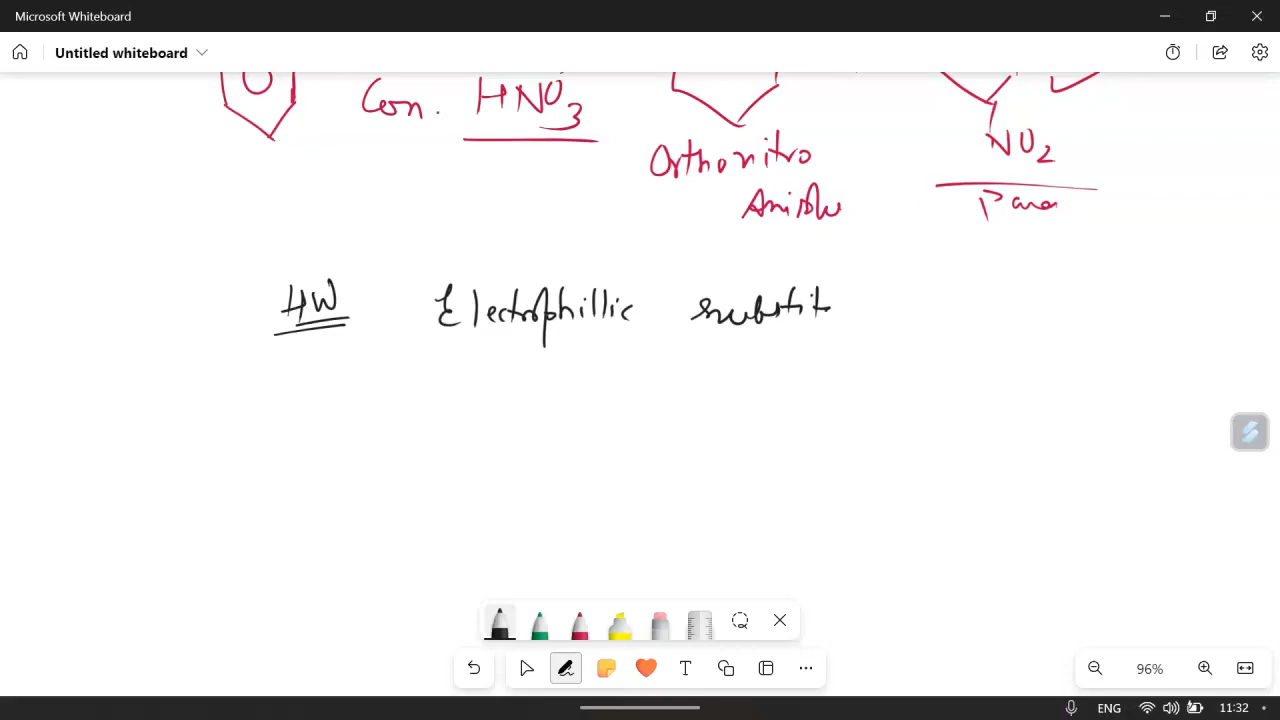 Microsoft Whiteboard
Untitled whiteboard
Con. HNO3
NO2
Orthonitro
Anisole
Para
HW Electrophillic substit
96%
ENG 11:32